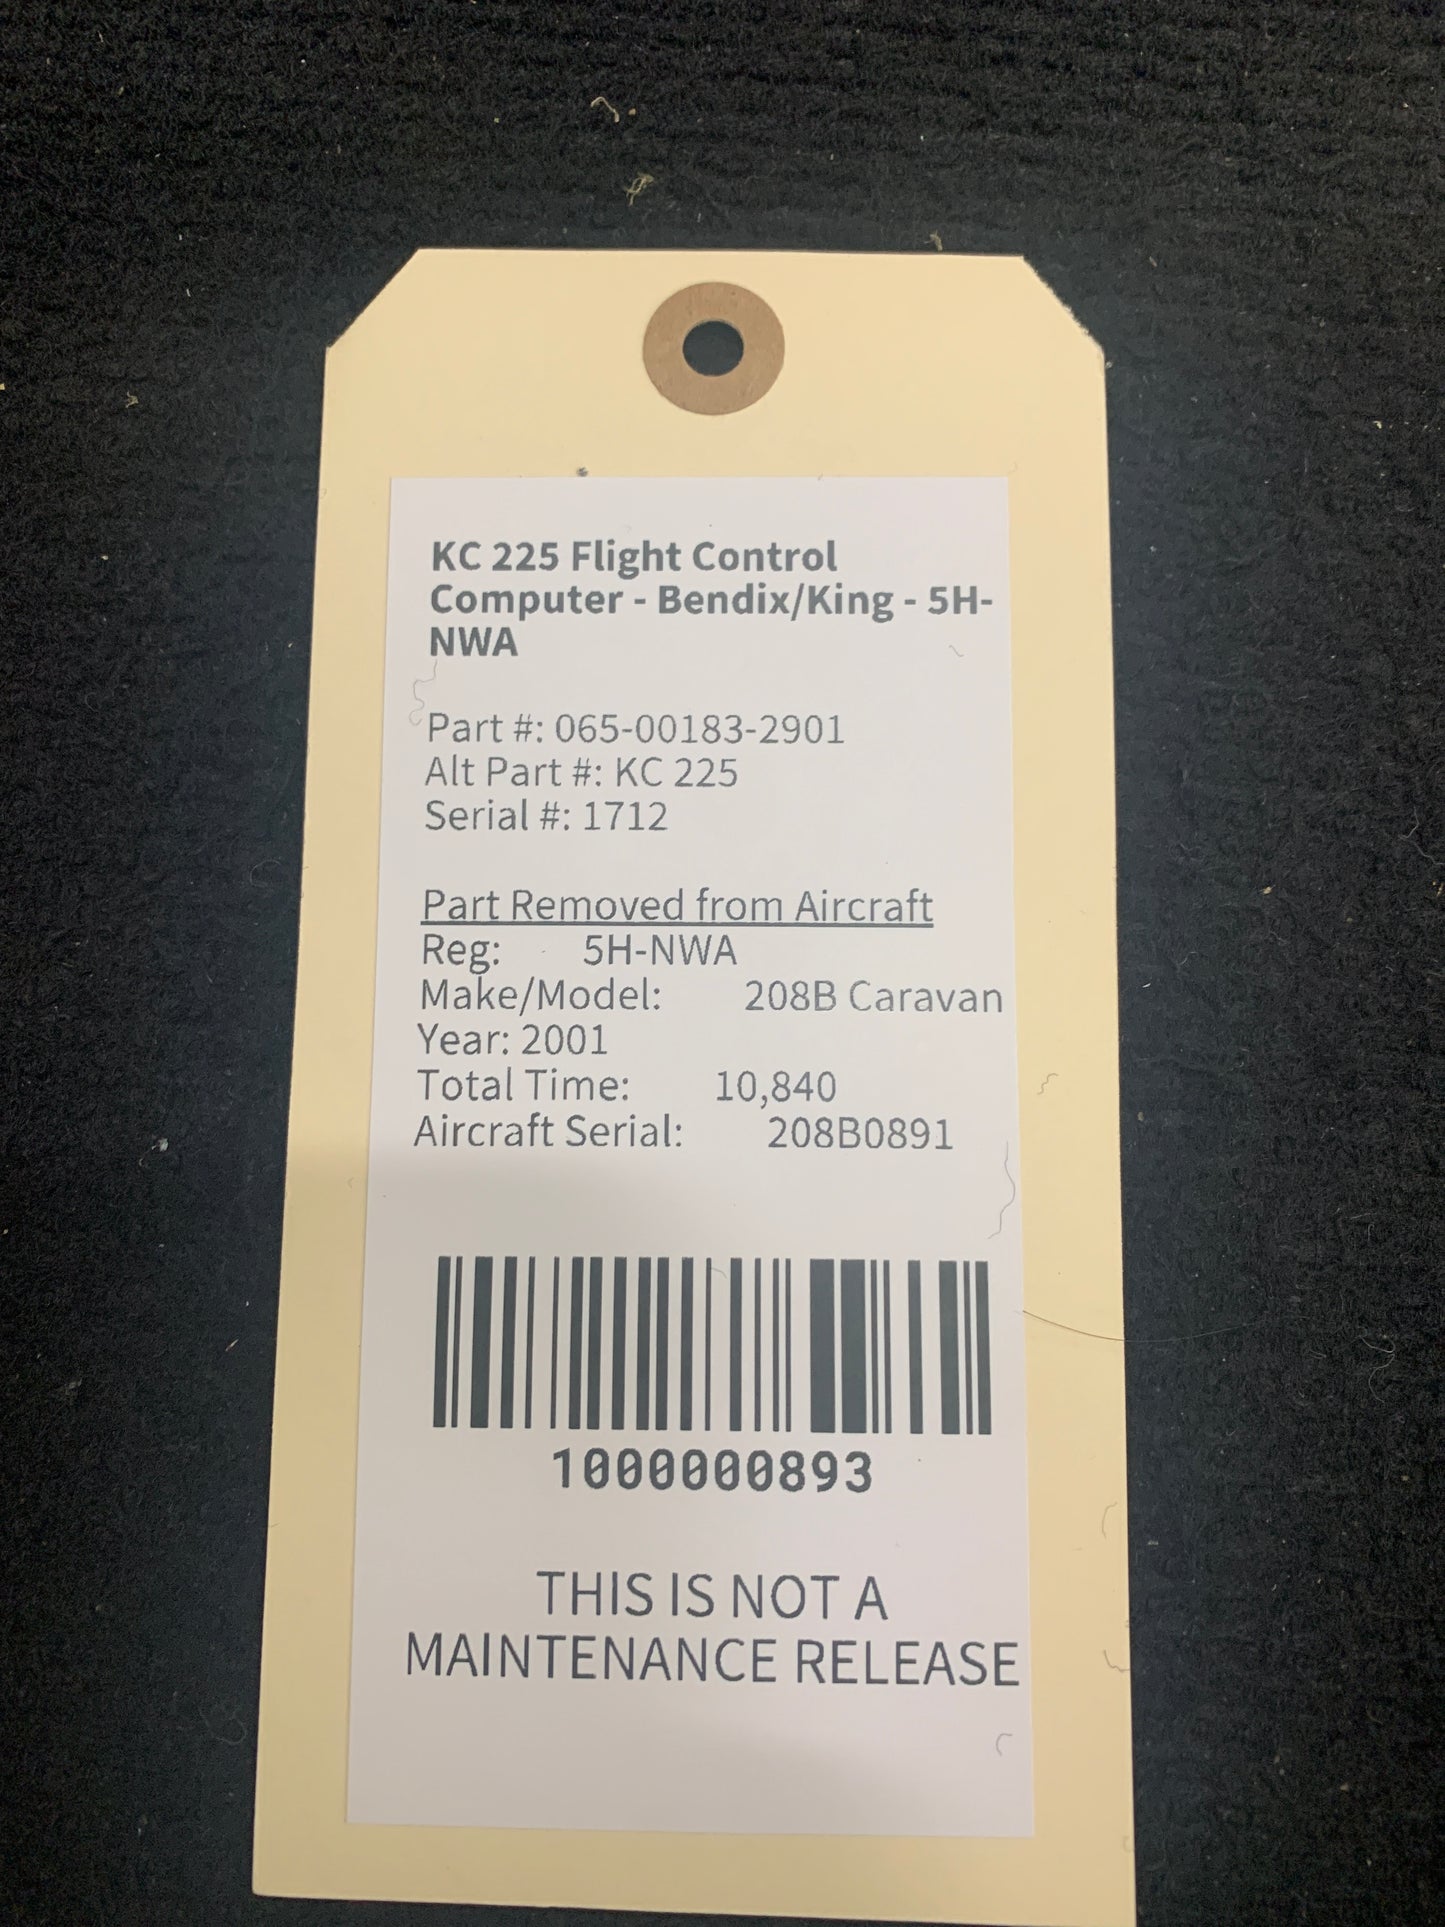 KC 225 Flight Control
Computer - Bendix/King - 5H-
NWA
Part #: 065-00183-2901
Alt Part #: KC 225
Serial #: 1712
Part Removed from Aircraft
Reg: 5H-NWA
Make/Model: 208B Caravan
Year: 2001
Total Time: 10,840
Aircraft Serial: 208B0891
1000000893
THIS IS NOT A
MAINTENANCE RELEASE